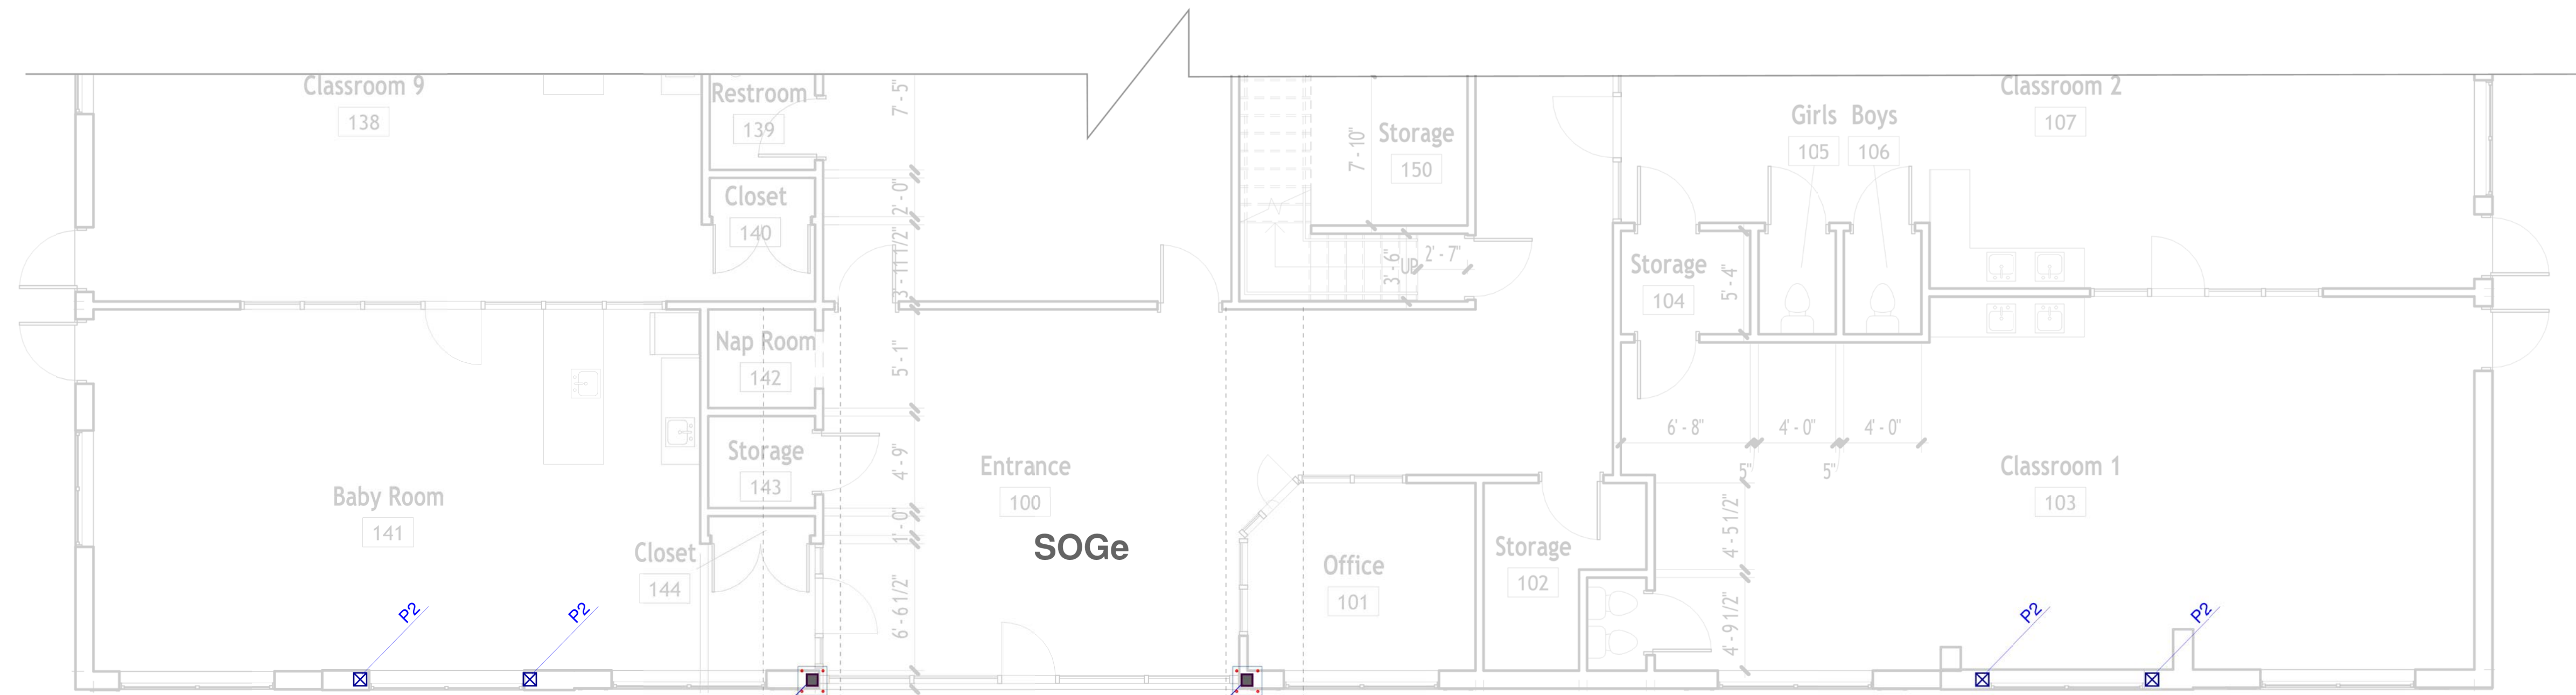 Classroom 9
138
Restroom
139
7' - 5"
Closet
140
2' - 0"
3' - 11 1/2"
Storage
150
7' - 10"
3' - 6"
UP
2' - 7"
Girls
105
Boys
106
Classroom 2
107
Storage
104
5' - 4"
Nap Room
142
5' - 1"
Storage
143
4' - 9"
1' - 0"
Entrance
100
SOGe
6' - 6 1/2"
Baby Room
141
Closet
144
6' - 8"
4' - 0"
4' - 0"
5"
5"
Classroom 1
103
4' - 5 1/2"
Office
101
Storage
102
4' - 9 1/2"
P2
P2
P2
P2